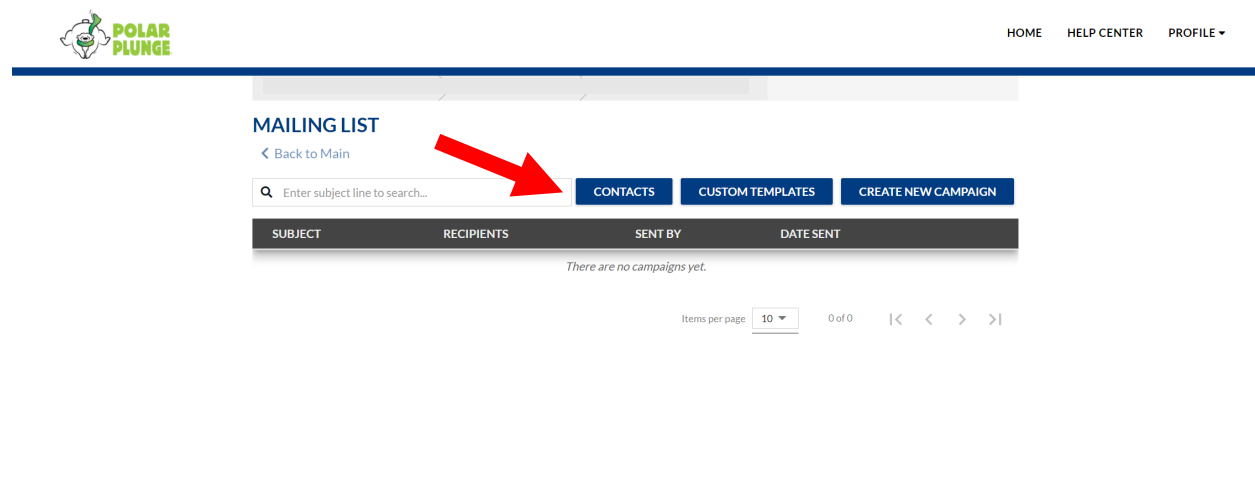 POLAR
PLUNGE
HOME HELP CENTER PROFILE
MAILING LIST
Back to Main
Enter subject line to search...
CONTACTS CUSTOM TEMPLATES CREATE NEW CAMPAIGN
SUBJECT RECIPIENTS SENT BY DATE SENT
There are no campaigns yet.
Items per page 10 0 of 0